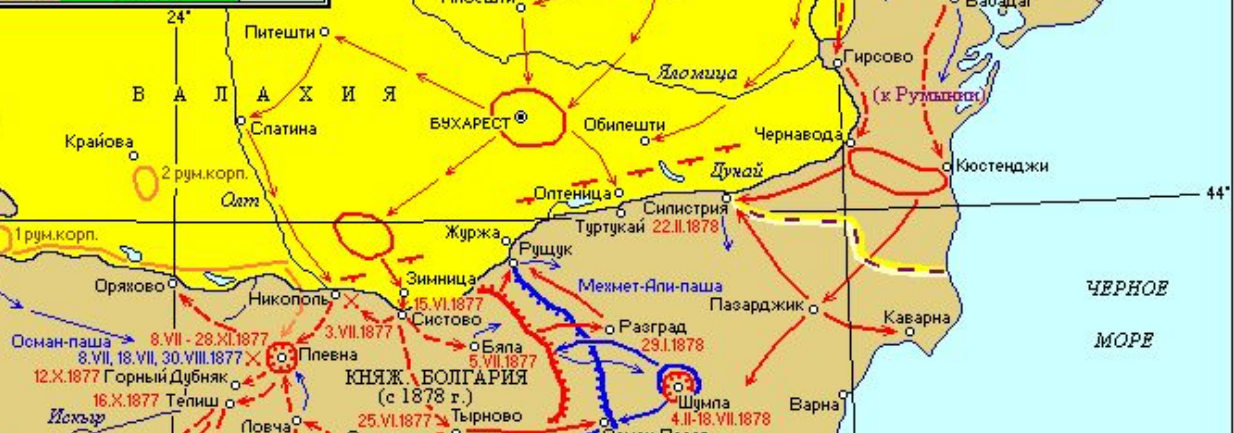 24°
Бабадаг
Питешти
Гирсово
Яломица
ВАЛАХИЯ
(к Румынии)
Слатина
БУХАРЕСТ
Обилешти
Чернавода
Крайова
Кюстенджи
2 рум.корп.
Дунай
Олт
Олтеница
Силистрия
44°
Туртукай 22.II.1878
1 рум.корп.
Журжа
Рущук
Зимница
Мехмет-Али-паша
Оряхово
Никополь
15.VI.1877
Пазарджик
ЧЕРНОЕ
МОРЕ
Систово
Каварна
3.VII.1877
Разград
29.I.1878
8.VII - 28.XI.1877
Осман-паша
8.VII, 18.VII, 30.VIII.1877
Плевна
Бяла
5.VII.1877
12.X.1877 Горный Дубняк
КНЯЖ. БОЛГАРИЯ
(с 1878 г.)
16.X.1877 Телиш
Шумла
4.II-18.VII.1878
Варна
Искыр
Ловча
25.VI.1877
Тырново